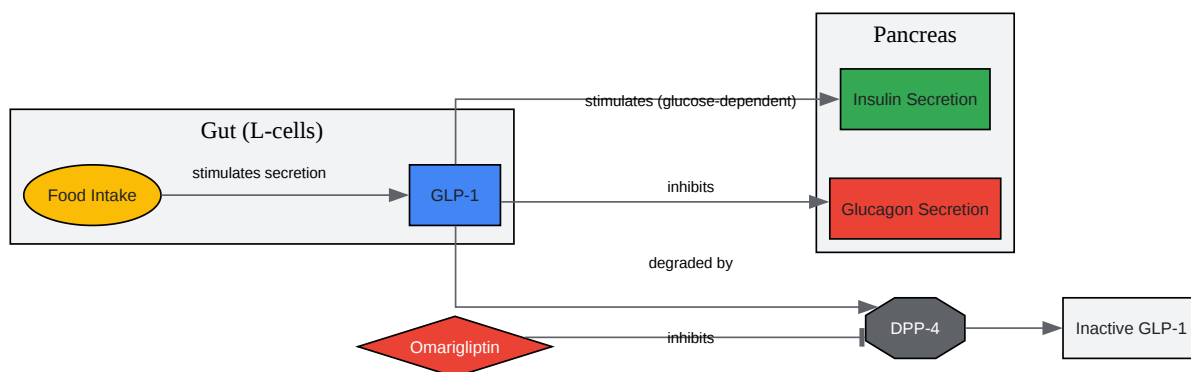 Pancreas
stimulates (glucose-dependent)
Insulin Secretion
Gut (L-cells)
stimulates secretion
Food Intake
GLP-1
inhibits
Glucagon Secretion
degraded by
DPP-4
Inactive GLP-1
inhibits
Omarigliptin